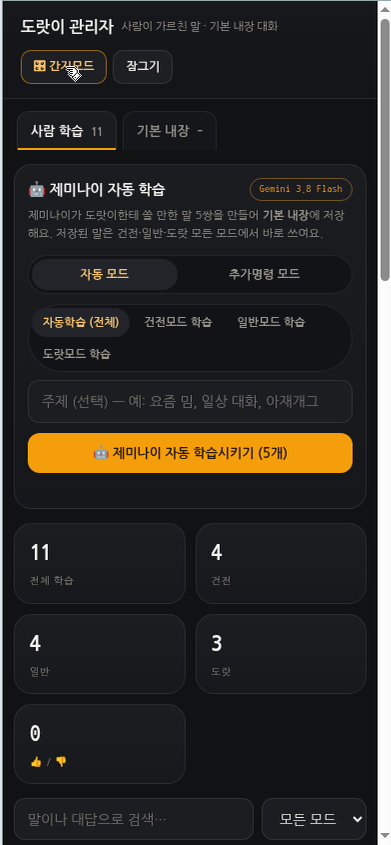 도랏이 관리자 사람이 가르친 말 · 기본 내장 대화
간저모드 잠그기
사람 학습 11 기본 내장 -
🤖 제미나이 자동 학습 Gemini 3.8 Flash
제미나이가 도랏이한테 쓸 만한 말 5쌍을 만들어 기본 내장에 저장
해요. 저장된 말은 건전·일반·도랏 모든 모드에서 바로 쓰여요.
자동 모드 추가명령 모드
자동학습 (전체) 건전모드 학습 일반모드 학습
도랏모드 학습
주제 (선택) — 예: 요즘 밈, 일상 대화, 아재개그
🤖 제미나이 자동 학습시키기 (5개)
11 4
전체 학습 건전
4 3
일반 도랏
0
👍 / 👎
말이나 대답으로 검색… 모든 모드